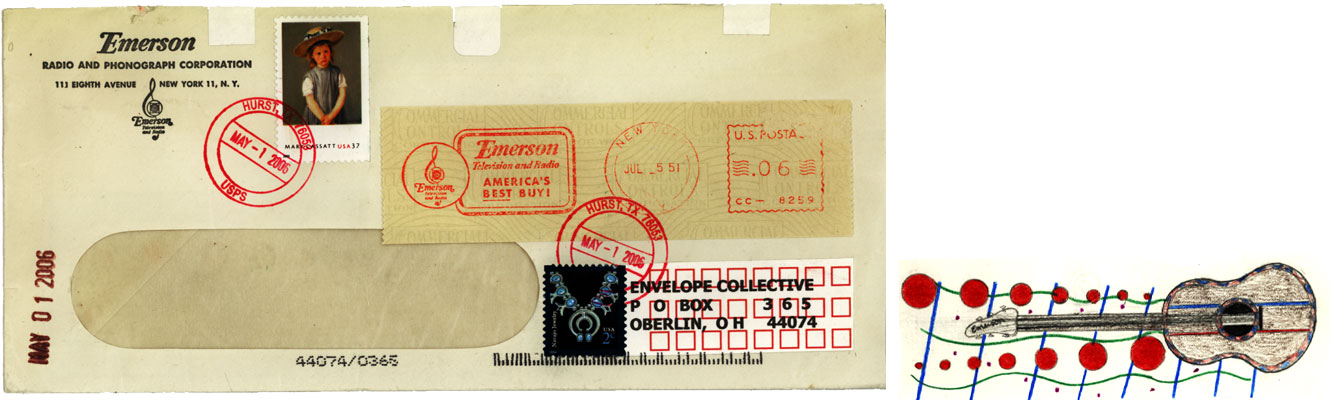 Emerson
RADIO AND PHONOGRAPH CORPORATION
111 EIGHTH AVENUE NEW YORK 11, N. Y.
Emerson
Television
and Radio
MARY CASSATT USA 37
HURST, TX 76053
MAY - 1 2006
USPS
Emerson
Television
and Radio
Emerson
Television and Radio
AMERICA'S
BEST BUY!
NEW YORK
JUL _5 51
U.S. POSTA
.06
CC- 8259
HURST, TX 76053
MAY - 1 2006
MAY 01 2006
Navajo Jewelry
USA
2c
ENVELOPE COLLECTIVE
P O BOX 365
OBERLIN, OH 44074
44074/0365
Emerson